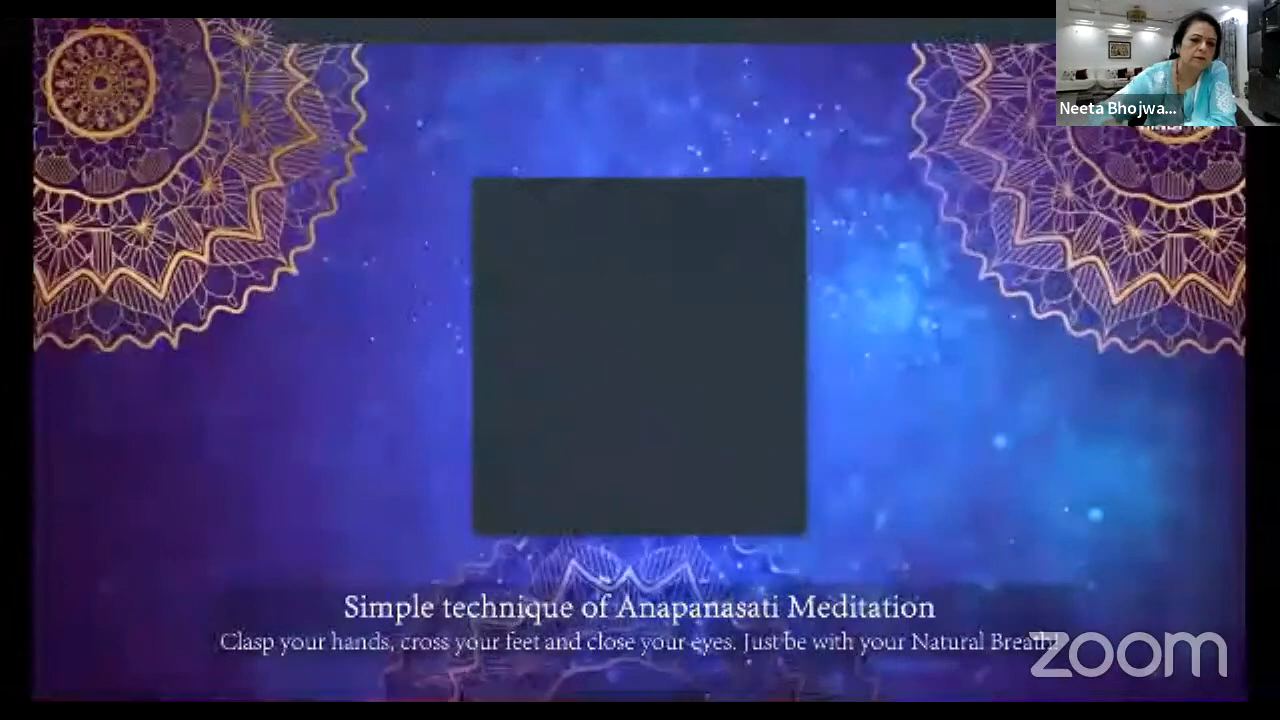 Neeta Bhojwa...
Simple technique of Anapanasati Meditation
Clasp your hands, cross your feet and close your eyes. Just be with your Natural Breath!
zoom